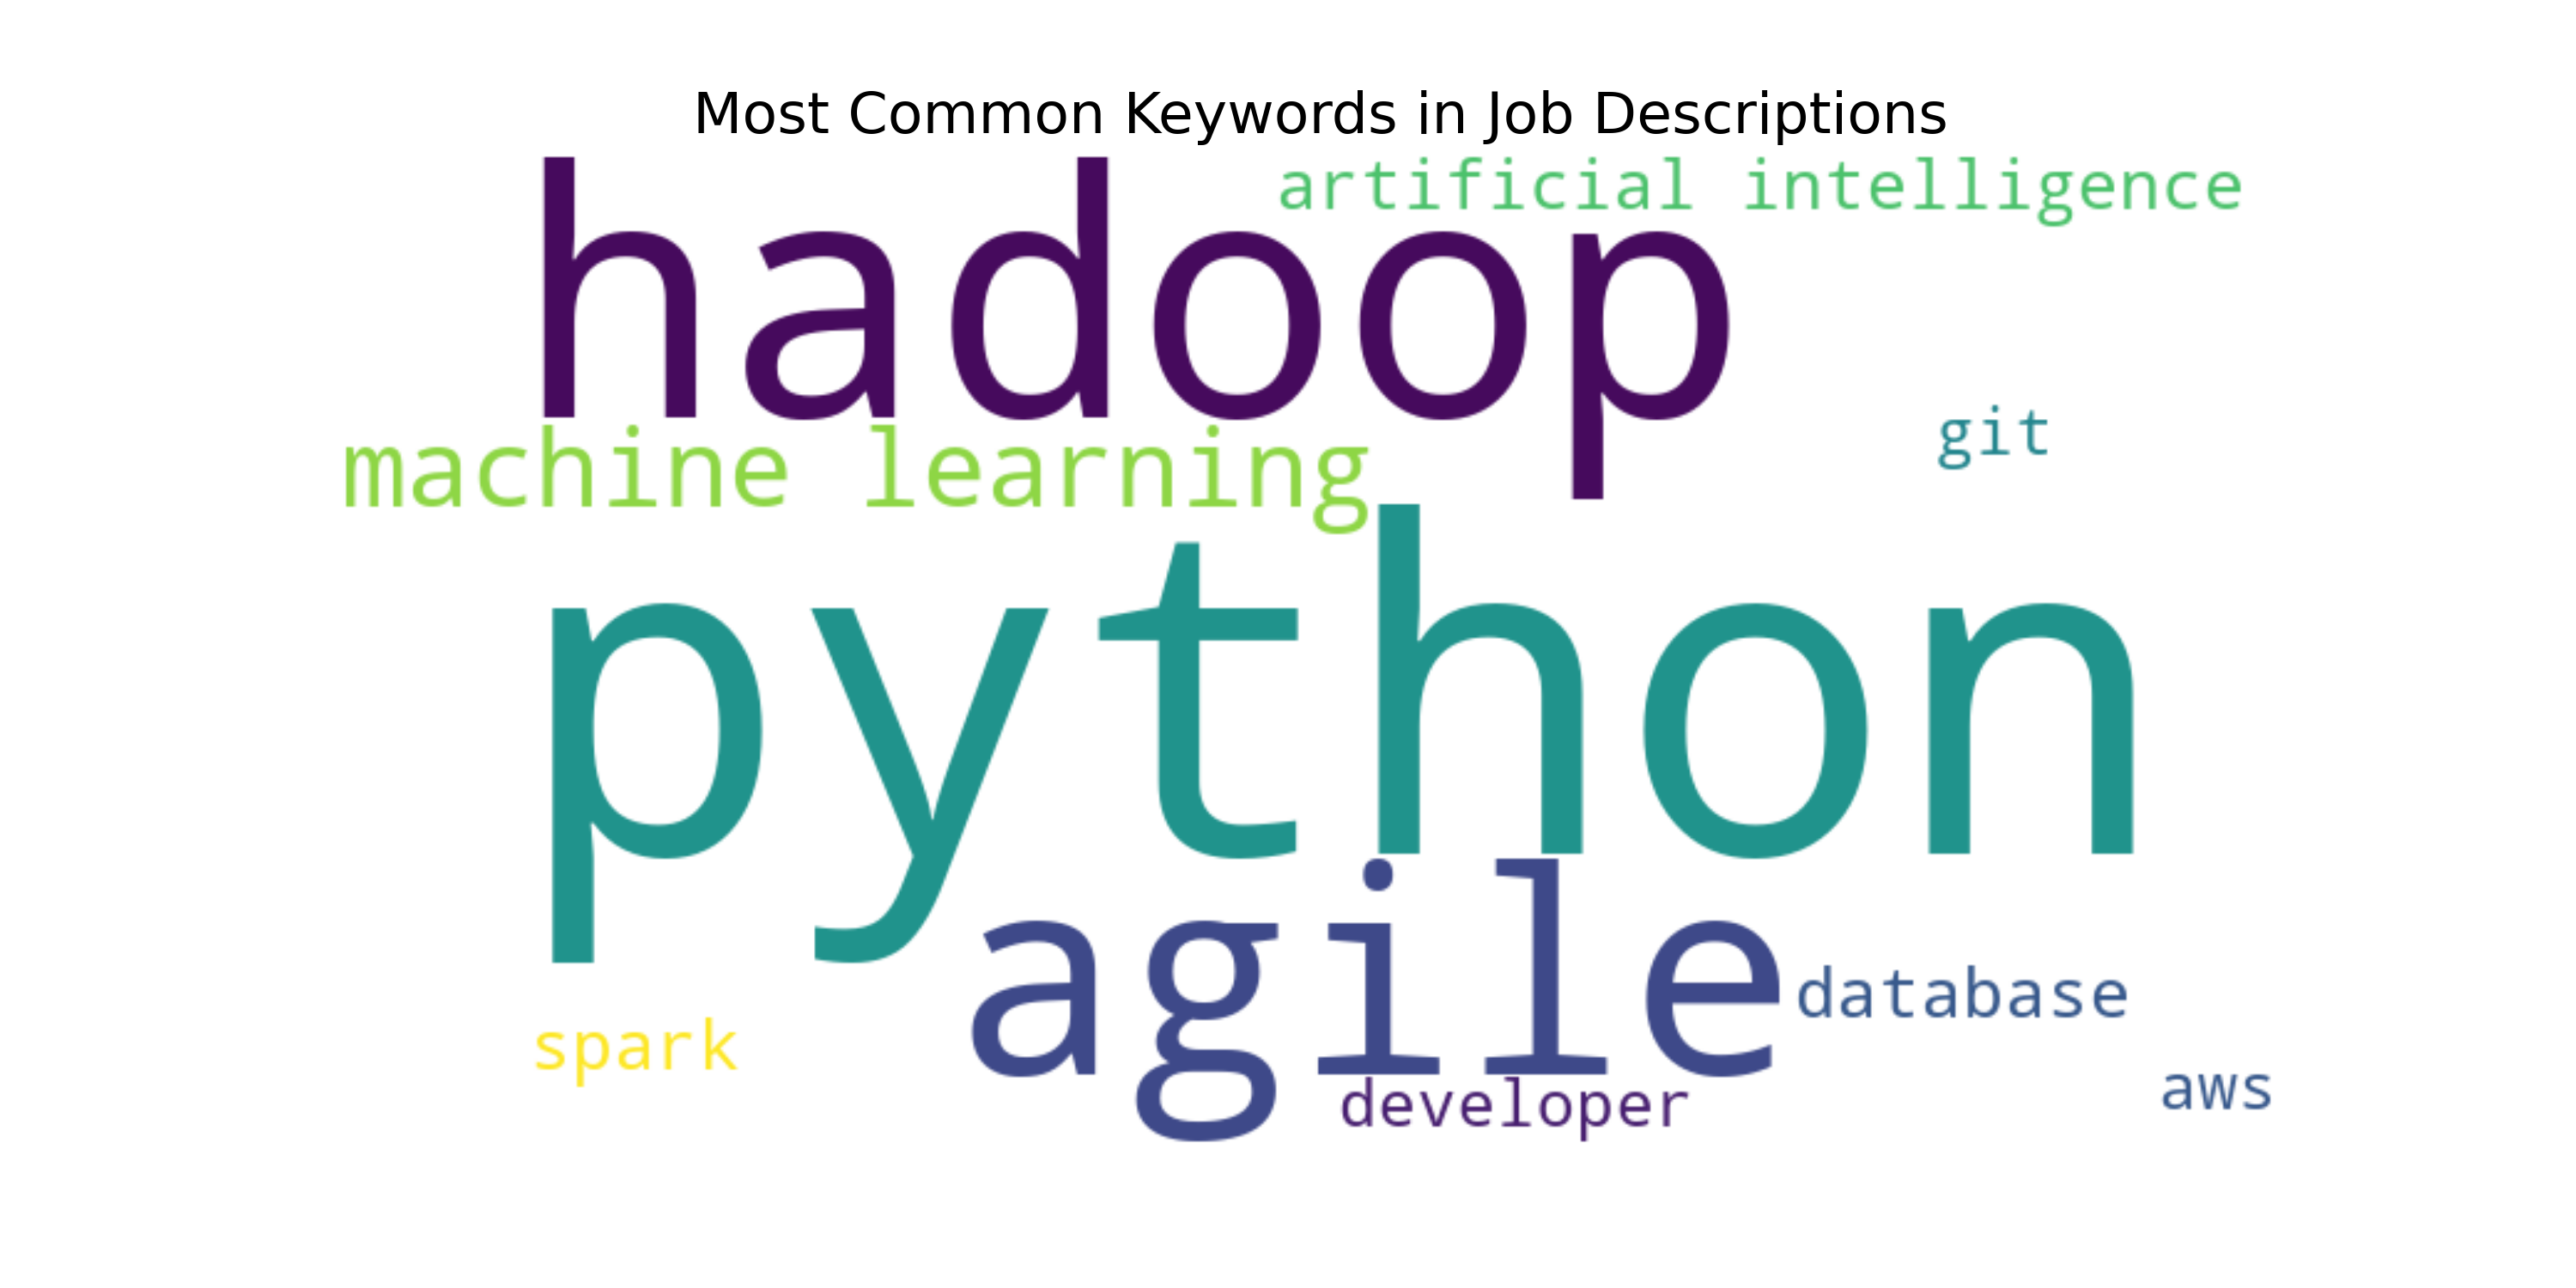 Most Common Keywords in Job Descriptions
artificial intelligence
hadoop
git
machine learning
python
agile
database
spark
aws
developer